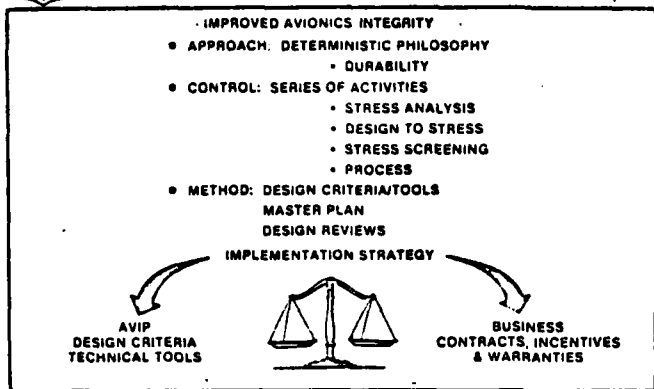 · IMPROVED AVIONICS INTEGRITY
• APPROACH: DETERMINISTIC PHILOSOPHY
• DURABILITY
• CONTROL: SERIES OF ACTIVITIES
• STRESS ANALYSIS
• DESIGN TO STRESS
• STRESS SCREENING
• PROCESS
• METHOD: DESIGN CRITERIA/TOOLS
MASTER PLAN
DESIGN REVIEWS
IMPLEMENTATION STRATEGY
AVIP
DESIGN CRITERIA
TECHNICAL TOOLS
BUSINESS
CONTRACTS, INCENTIVES
& WARRANTIES